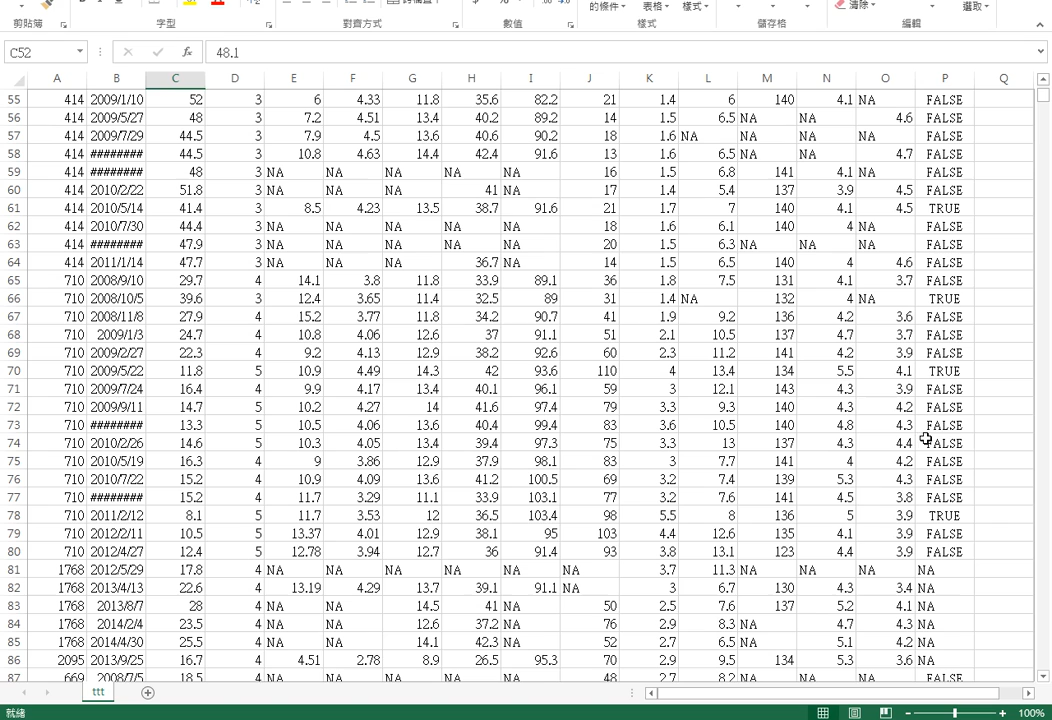 的條件 表格 樣式 清除 選取
剪貼簿 字型 對齊方式 數值 樣式 儲存格 編輯
C52 fx 48.1
A B C D E F G H I J K L M N O P Q
55 414 2009/1/10 52 3 6 4.33 11.8 35.6 82.2 21 1.4 6 140 4.1 NA FALSE
56 414 2009/5/27 48 3 7.2 4.51 13.4 40.2 89.2 14 1.5 6.5 NA NA 4.6 FALSE
57 414 2009/7/29 44.5 3 7.9 4.5 13.6 40.6 90.2 18 1.6 NA NA NA NA FALSE
58 414 ######## 44.5 3 10.8 4.63 14.4 42.4 91.6 13 1.6 6.5 NA NA 4.7 FALSE
59 414 ######## 48 3 NA NA NA NA NA 16 1.5 6.8 141 4.1 NA FALSE
60 414 2010/2/22 51.8 3 NA NA NA 41 NA 17 1.4 5.4 137 3.9 4.5 FALSE
61 414 2010/5/14 41.4 3 8.5 4.23 13.5 38.7 91.6 21 1.7 7 140 4.1 4.5 TRUE
62 414 2010/7/30 44.4 3 NA NA NA NA NA 18 1.6 6.1 140 4 NA FALSE
63 414 ######## 47.9 3 NA NA NA NA NA 20 1.5 6.3 NA NA NA FALSE
64 414 2011/1/14 47.7 3 NA NA NA 36.7 NA 14 1.5 6.5 140 4 4.6 FALSE
65 710 2008/9/10 29.7 4 14.1 3.8 11.8 33.9 89.1 36 1.8 7.5 131 4.1 3.7 FALSE
66 710 2008/10/5 39.6 3 12.4 3.65 11.4 32.5 89 31 1.4 NA 132 4 NA TRUE
67 710 2008/11/8 27.9 4 15.2 3.77 11.8 34.2 90.7 41 1.9 9.2 136 4.2 3.6 FALSE
68 710 2009/1/3 24.7 4 10.8 4.06 12.6 37 91.1 51 2.1 10.5 137 4.7 3.7 FALSE
69 710 2009/2/27 22.3 4 9.2 4.13 12.9 38.2 92.6 60 2.3 11.2 141 4.2 3.9 FALSE
70 710 2009/5/22 11.8 5 10.9 4.49 14.3 42 93.6 110 4 13.4 134 5.5 4.1 TRUE
71 710 2009/7/24 16.4 4 9.9 4.17 13.4 40.1 96.1 59 3 12.1 143 4.3 3.9 FALSE
72 710 2009/9/11 14.7 5 10.2 4.27 14 41.6 97.4 79 3.3 9.3 140 4.3 4.2 FALSE
73 710 ######## 13.3 5 10.5 4.06 13.6 40.4 99.4 83 3.6 10.5 140 4.8 4.3 FALSE
74 710 2010/2/26 14.6 5 10.3 4.05 13.4 39.4 97.3 75 3.3 13 137 4.3 4.4 FALSE
75 710 2010/5/19 16.3 4 9 3.86 12.9 37.9 98.1 83 3 7.7 141 4 4.2 FALSE
76 710 2010/7/22 15.2 4 10.9 4.09 13.6 41.2 100.5 69 3.2 7.4 139 5.3 4.3 FALSE
77 710 ######## 15.2 4 11.7 3.29 11.1 33.9 103.1 77 3.2 7.6 141 4.5 3.8 FALSE
78 710 2011/2/12 8.1 5 11.7 3.53 12 36.5 103.4 98 5.5 8 136 5 3.9 TRUE
79 710 2012/2/11 10.5 5 13.37 4.01 12.9 38.1 95 103 4.4 12.6 135 4.1 3.9 FALSE
80 710 2012/4/27 12.4 5 12.78 3.94 12.7 36 91.4 93 3.8 13.1 123 4.4 3.9 FALSE
81 1768 2012/5/29 17.8 4 NA NA NA NA NA NA 3.7 11.3 NA NA NA NA
82 1768 2013/4/13 22.6 4 13.19 4.29 13.7 39.1 91.1 NA 3 6.7 130 4.3 3.4 NA
83 1768 2013/8/7 28 4 NA NA 14.5 41 NA 50 2.5 7.6 137 5.2 4.1 NA
84 1768 2014/2/4 23.5 4 NA NA 12.6 37.2 NA 76 2.9 8.3 NA 4.7 4.3 NA
85 1768 2014/4/30 25.5 4 NA NA 14.1 42.3 NA 52 2.7 6.5 NA 5.1 4.2 NA
86 2095 2013/9/25 16.7 4 4.51 2.78 8.9 26.5 95.3 70 2.9 9.5 134 5.3 3.6 NA
87 669 2008/7/5 18.5 4 NA NA NA NA NA 48 2.7 8.2 NA NA NA FALSE
ttt
就緒 100%